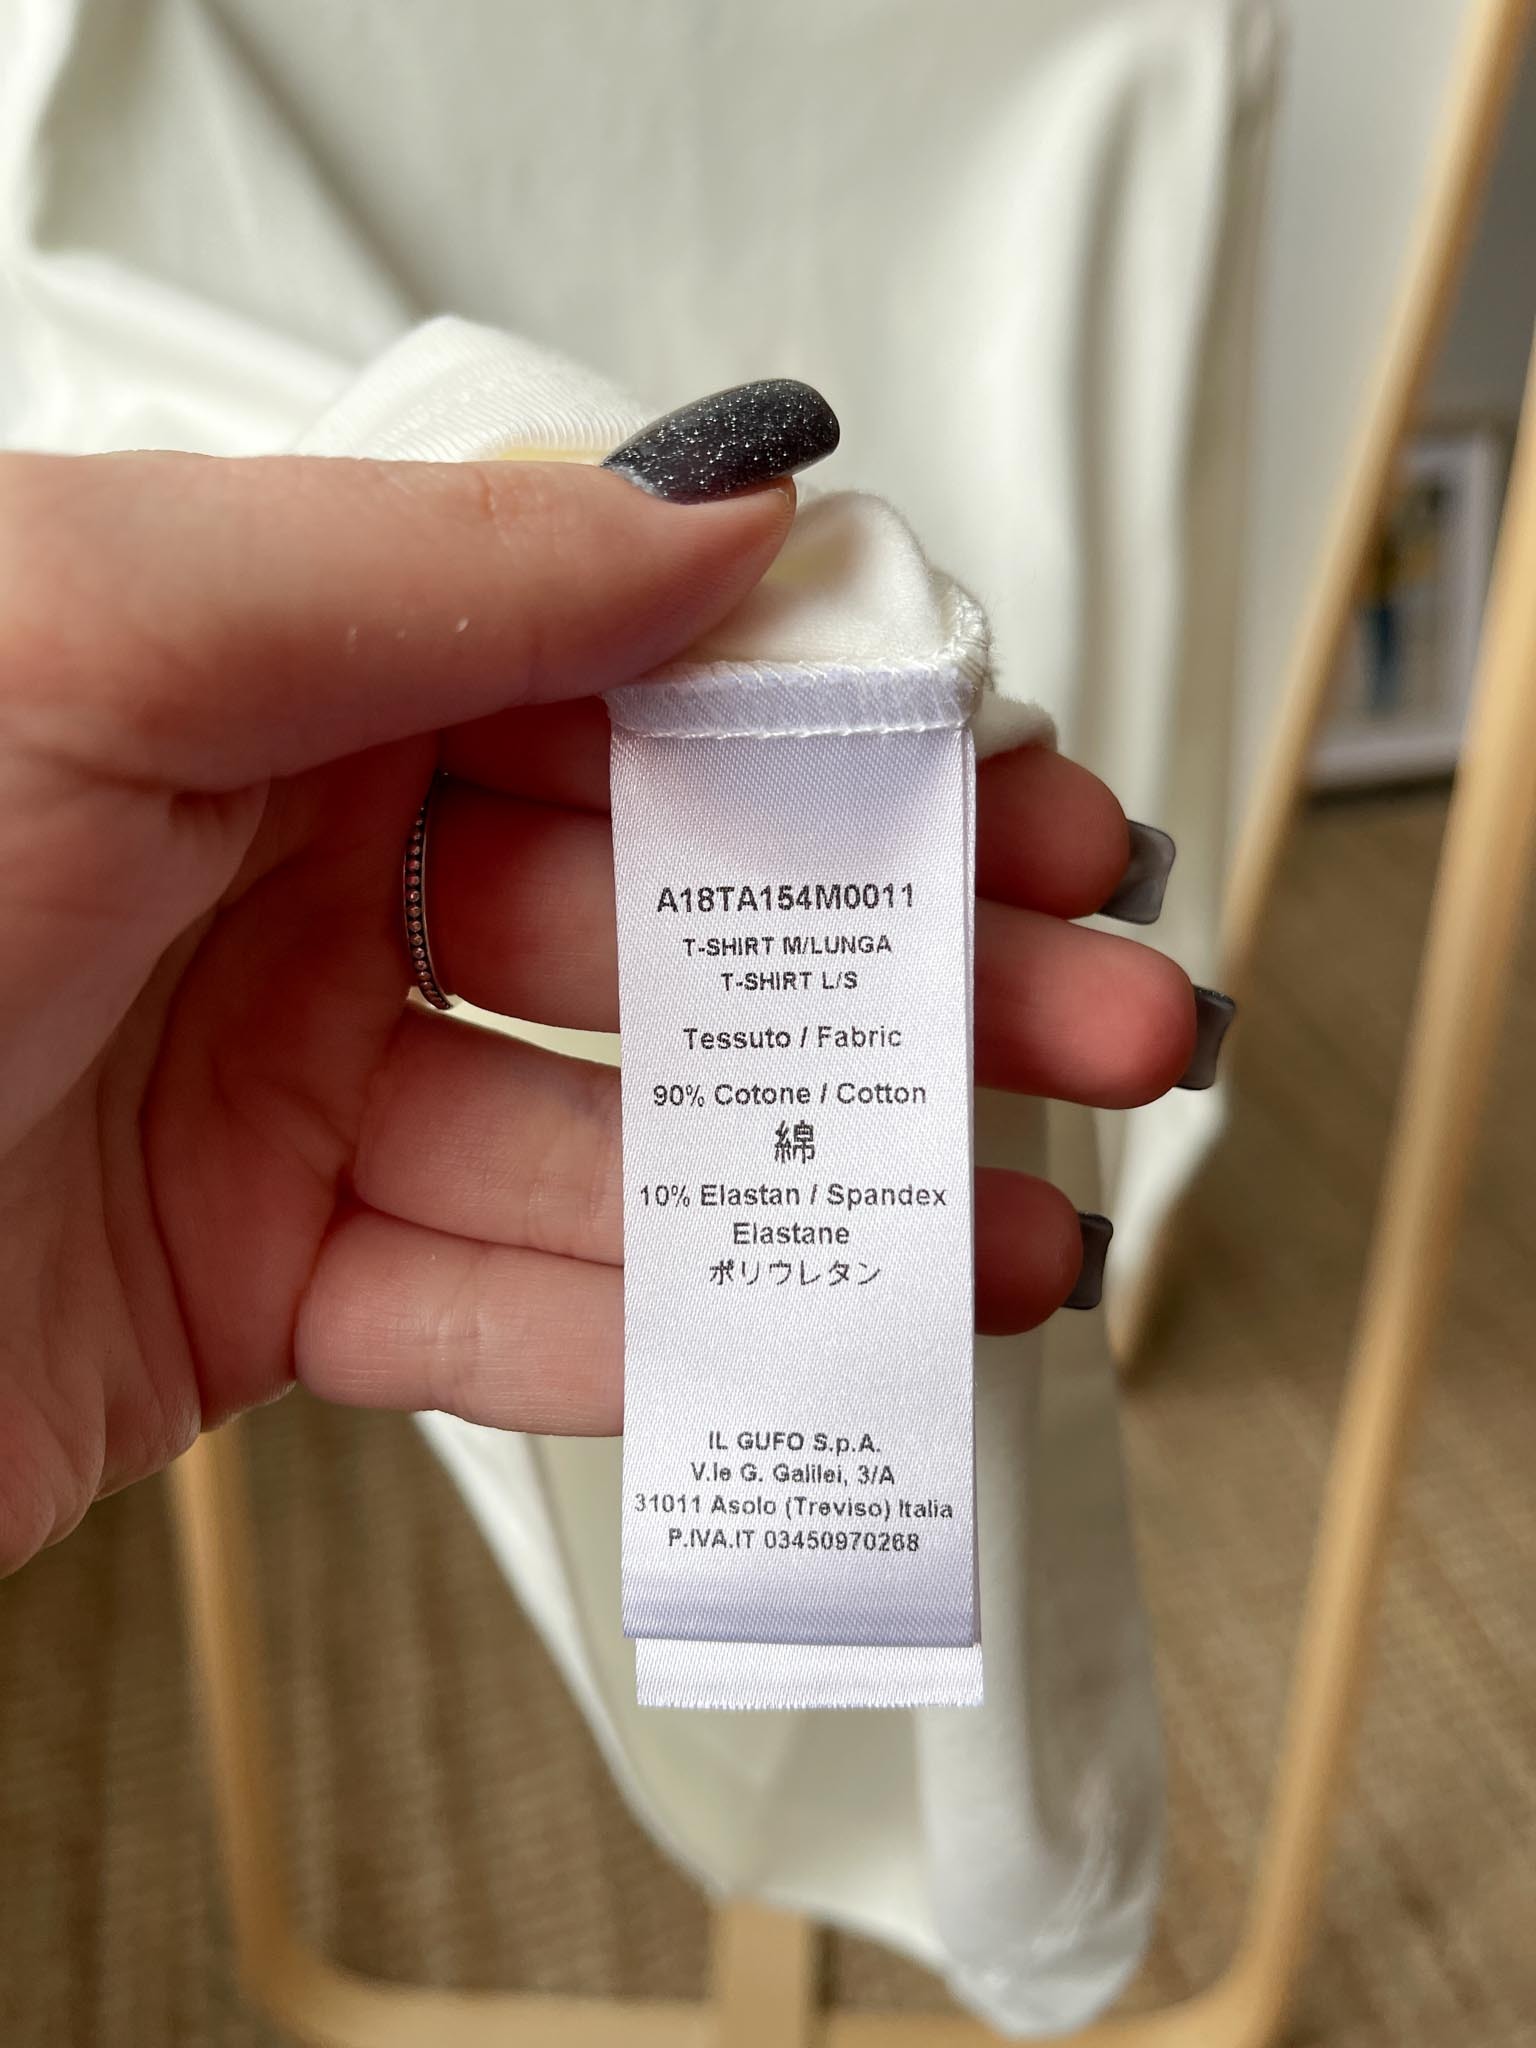 A18TA154M0011
T-SHIRT M/LUNGA
T-SHIRT L/S
Tessuto / Fabric
90% Cotone / Cotton
綿
10% Elastan / Spandex
Elastane
ポリウレタン
IL GUFO S.p.A.
V.le G. Galilei, 3/A
31011 Asolo (Treviso) Italia
P.IVA.IT 03450970268